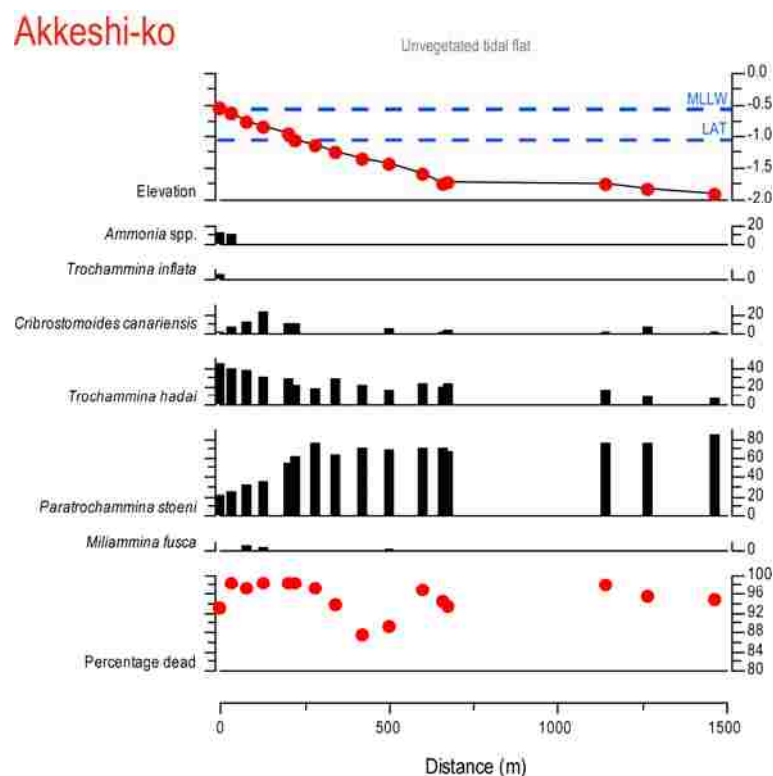 Akkeshi-ko
Unvegetated tidal flat
0.0
MLLW
-0.5
LAT
-1.0
-1.5
Elevation
-2.0
20
Ammonia spp.
0
Trochammina inflata
0
20
Cribrostomoides canariensis
0
40
20
Trochammina hadai
0
80
60
40
20
Paratrochammina stoeni
0
Miliammina fusca
0
100
96
92
88
84
Percentage dead
80
0 500 1000 1500
Distance (m)